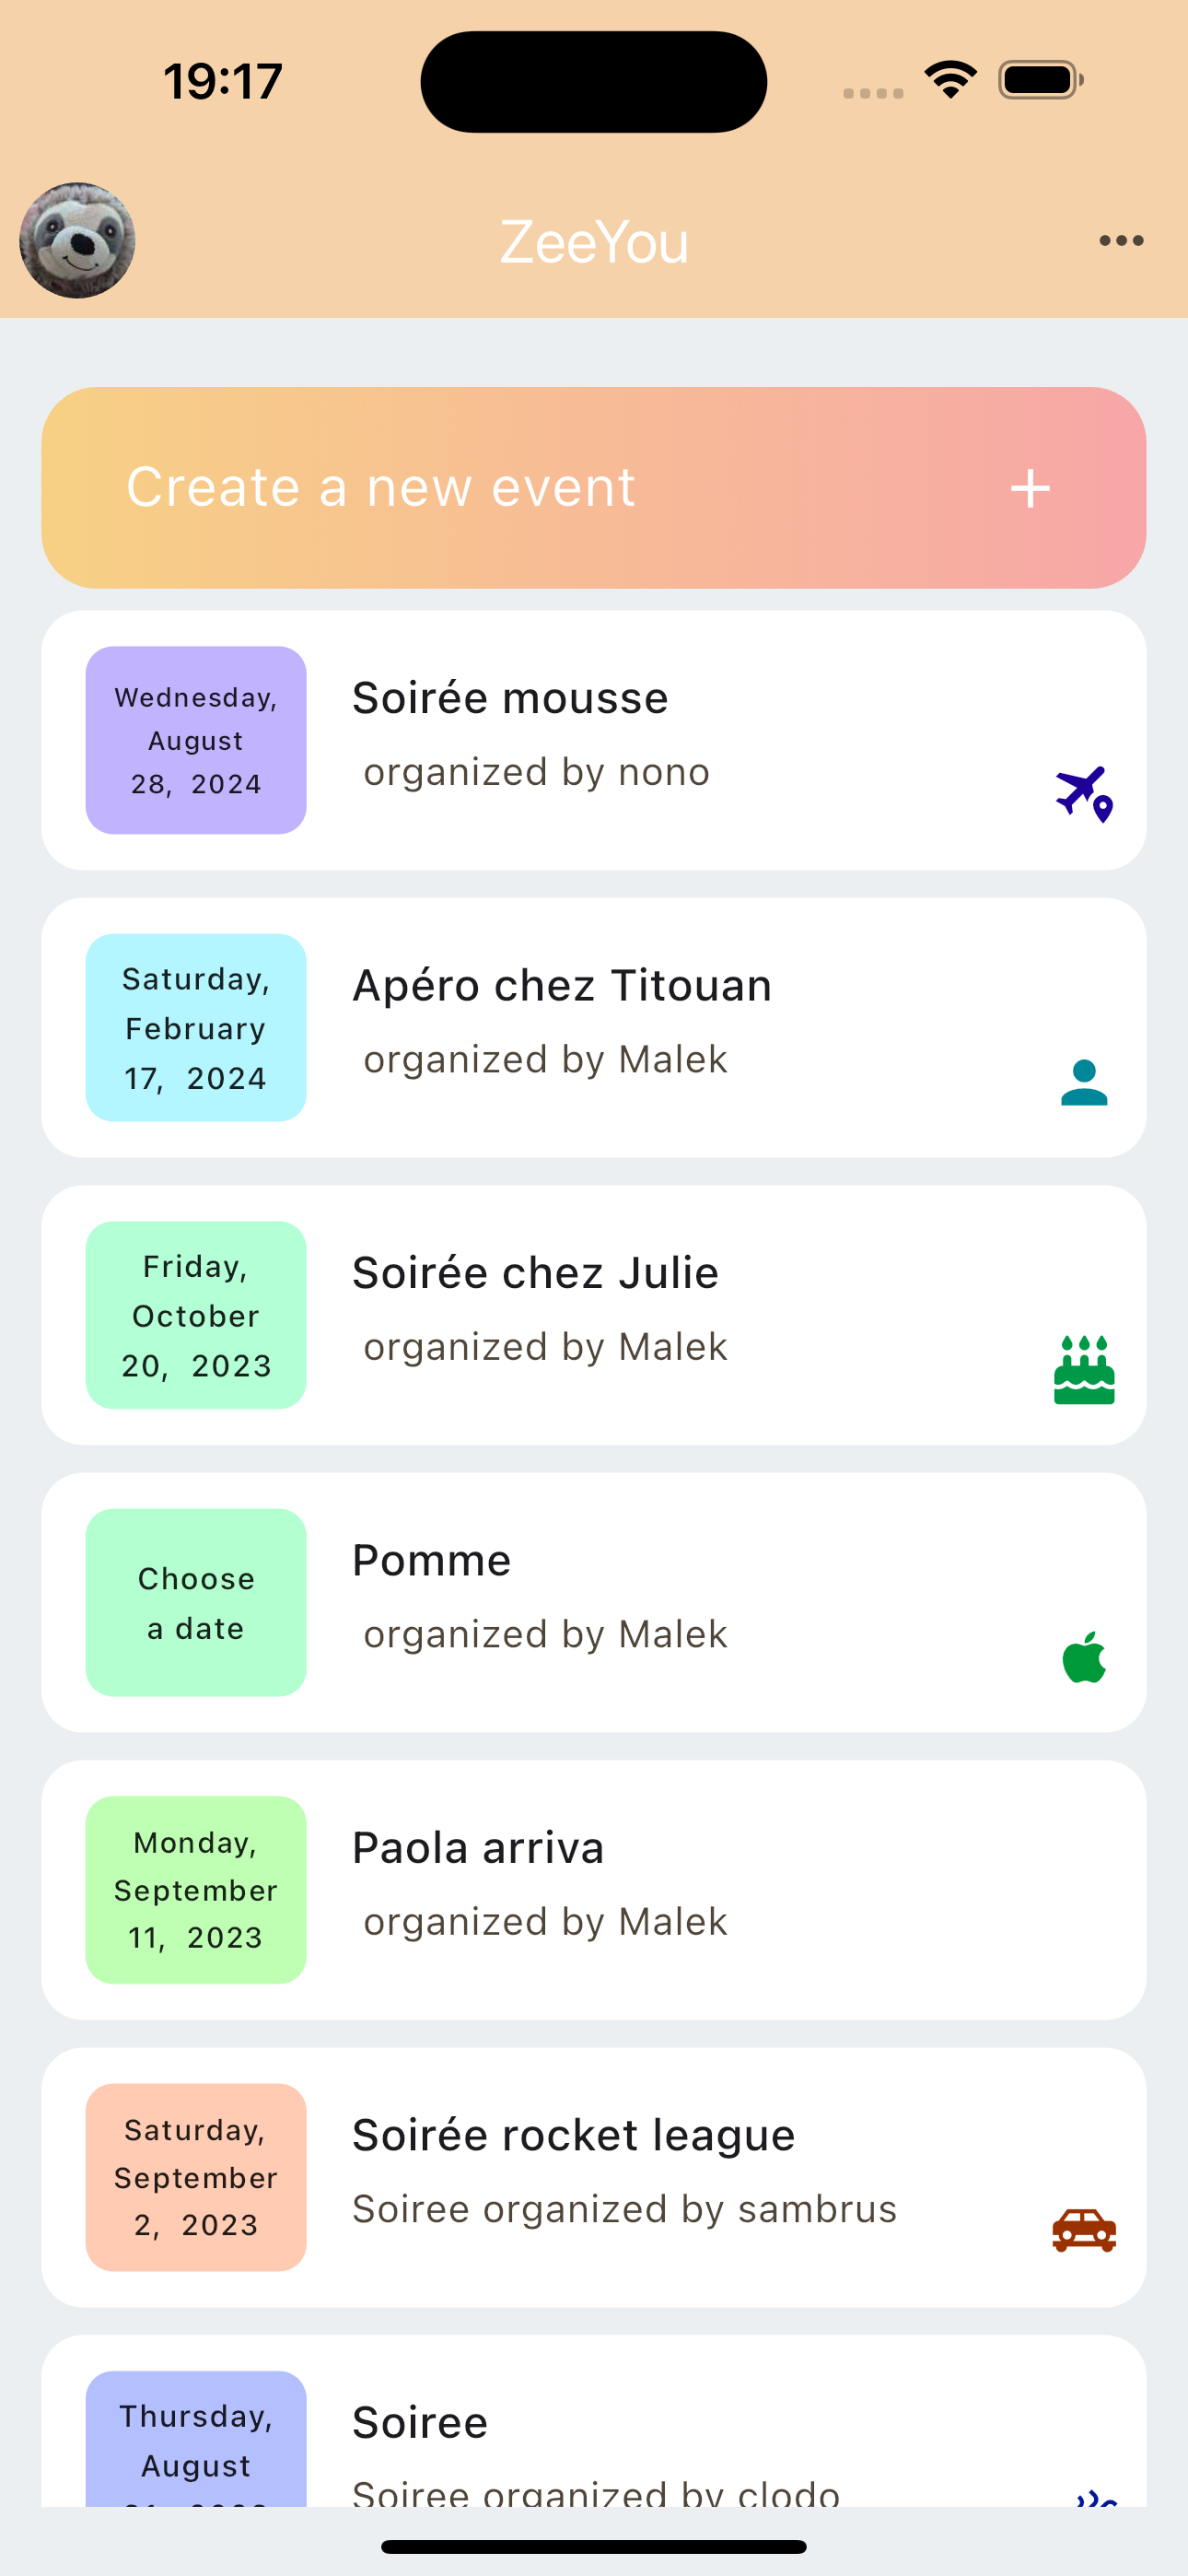 19:17
ZeeYou
Create a new event
Wednesday,
August
28, 2024
Soirée mousse
organized by nono
Saturday,
February
17, 2024
Apéro chez Titouan
organized by Malek
Friday,
October
20, 2023
Soirée chez Julie
organized by Malek
Choose
a date
Pomme
organized by Malek
Monday,
September
11, 2023
Paola arriva
organized by Malek
Saturday,
September
2, 2023
Soirée rocket league
Soiree organized by sambrus
Thursday,
August
Soiree
Soiree organized by clodo